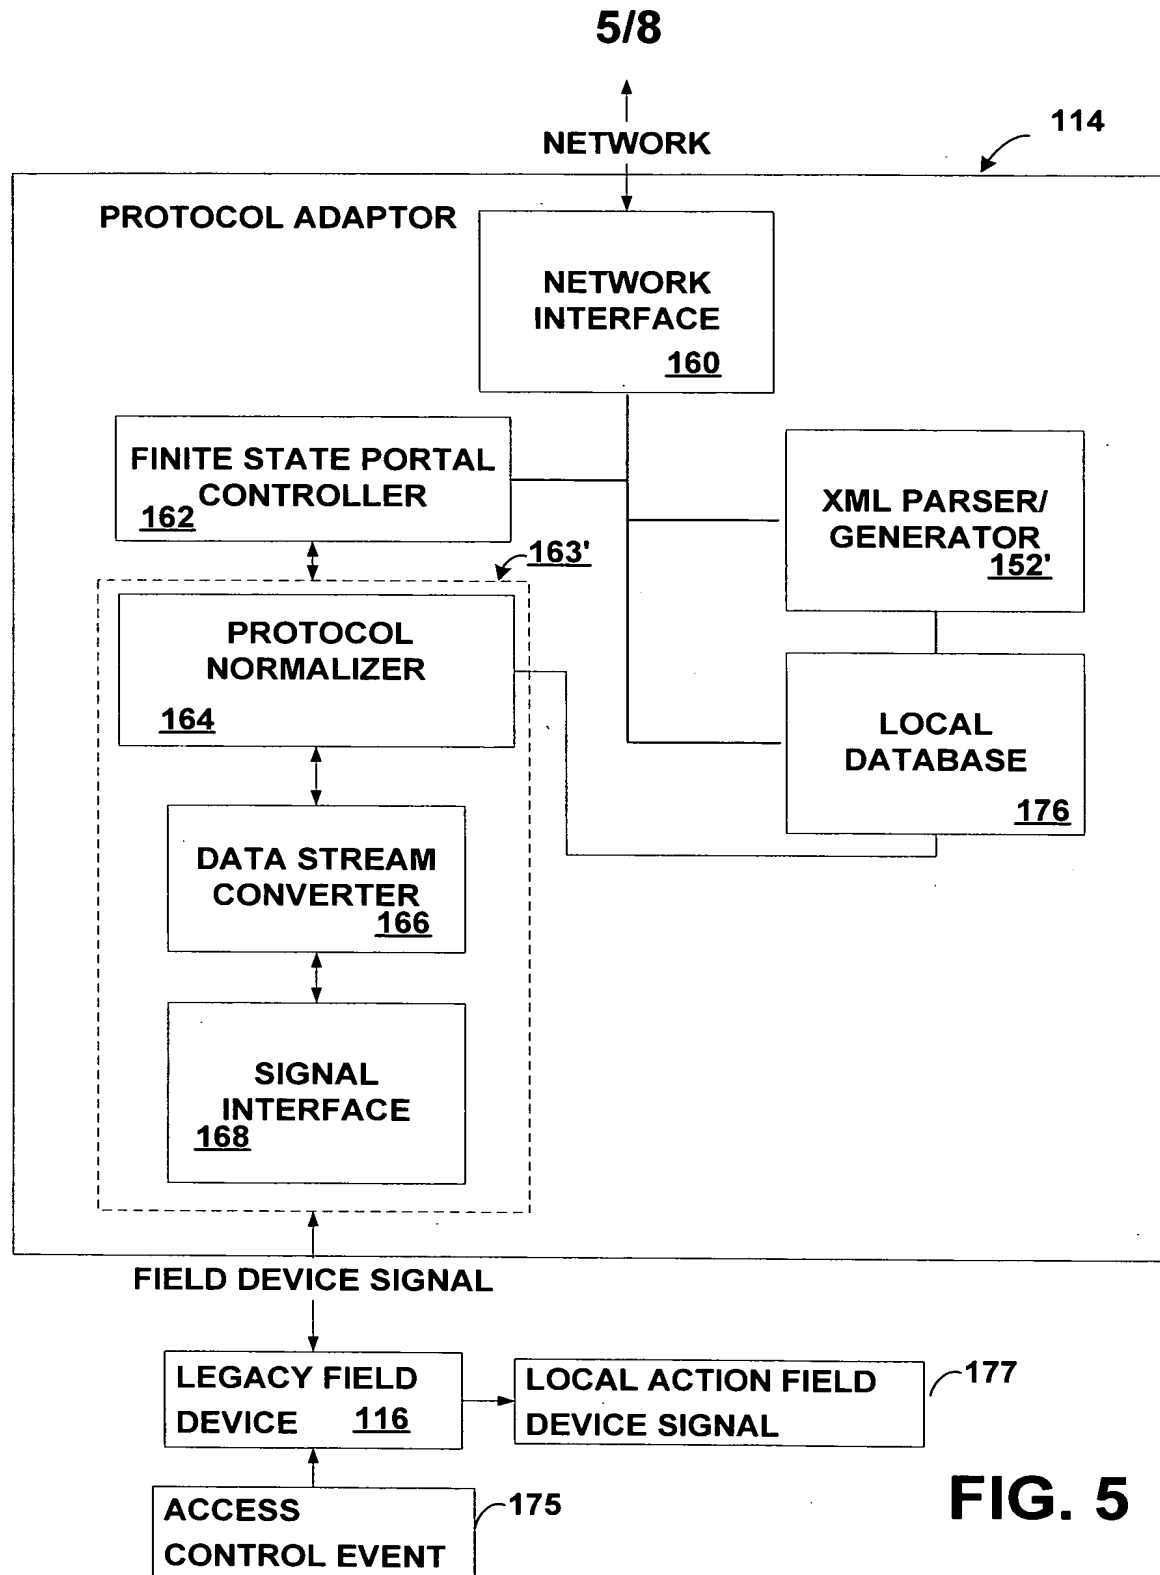 5/8
NETWORK
114
PROTOCOL ADAPTOR
NETWORK
INTERFACE
160
FINITE STATE PORTAL
CONTROLLER
162
XML PARSER/
GENERATOR
152'
163'
PROTOCOL
NORMALIZER
164
LOCAL
DATABASE
176
DATA STREAM
CONVERTER
166
SIGNAL
INTERFACE
168
FIELD DEVICE SIGNAL
LEGACY FIELD
DEVICE 116
LOCAL ACTION FIELD
DEVICE SIGNAL
177
ACCESS
CONTROL EVENT
175
FIG. 5